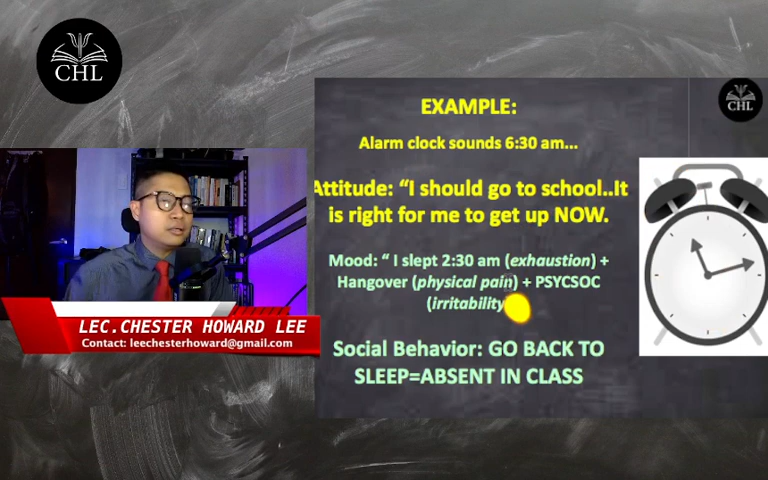 CHL
EXAMPLE:
CHL
Alarm clock sounds 6:30 am...
Attitude: “I should go to school..It
is right for me to get up NOW.
Mood: “ I slept 2:30 am (exhaustion) +
Hangover (physical pain) + PSYCSOC
(irritability
Social Behavior: GO BACK TO
SLEEP=ABSENT IN CLASS
LEC.CHESTER HOWARD LEE
Contact: leechesterhoward@gmail.com